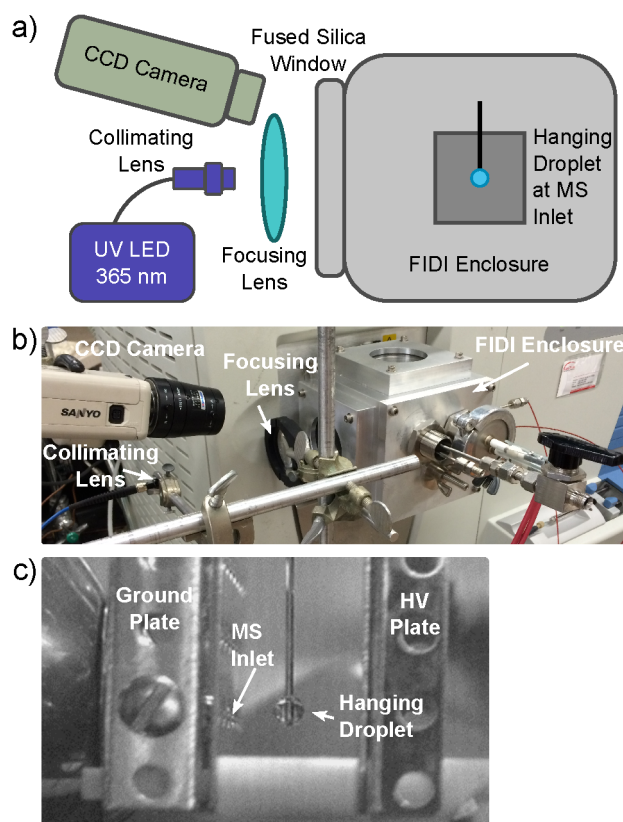 a)
CCD Camera
Fused Silica
Window
Collimating
Lens
UV LED
365 nm
Focusing
Lens
Hanging
Droplet
at MS
Inlet
FIDI Enclosure
b)
CCD Camera
Focusing
Lens
FIDI Enclosure
SANYO
Collimating
Lens
c)
Ground
Plate
MS
Inlet
HV
Plate
Hanging
Droplet